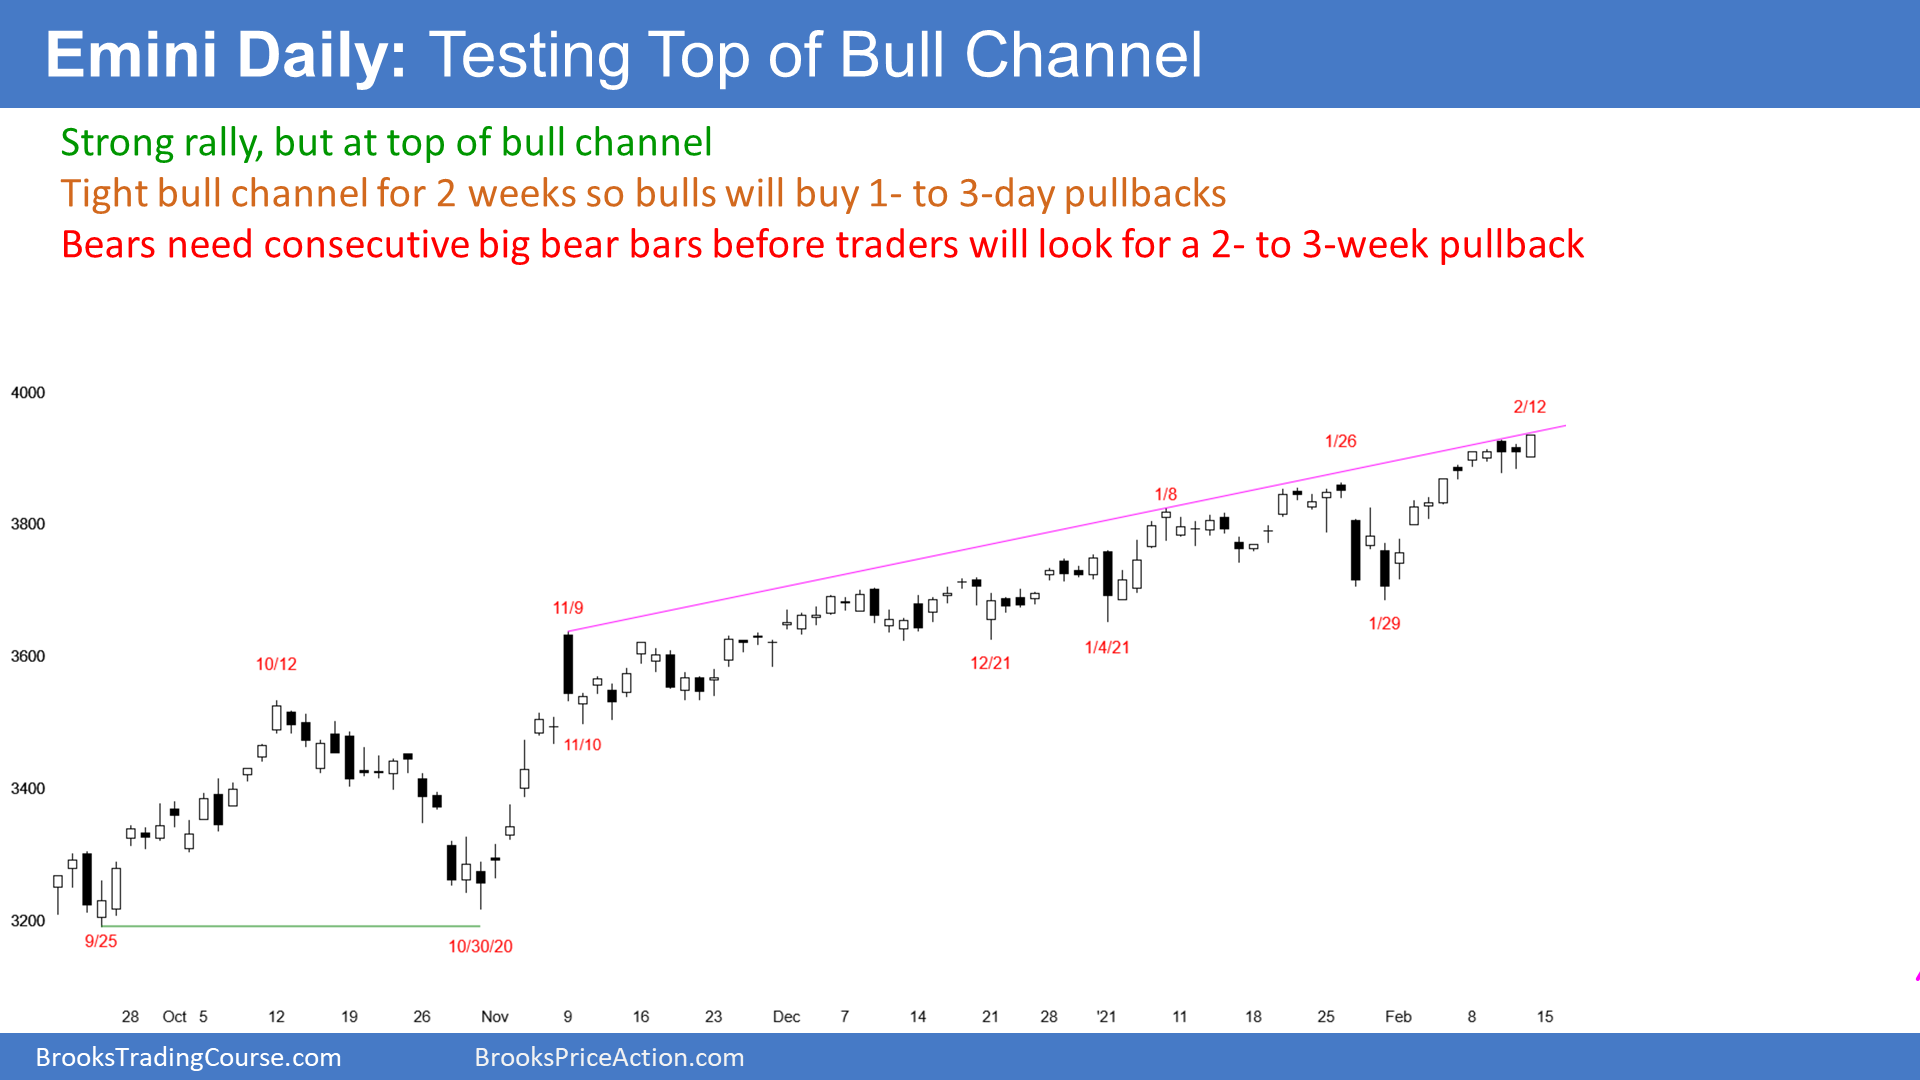 Emini Daily: Testing Top of Bull Channel
Strong rally, but at top of bull channel
Tight bull channel for 2 weeks so bulls will buy 1- to 3-day pullbacks
Bears need consecutive big bear bars before traders will look for a 2- to 3-week pullback
4000
2/12
1/26
1/8
3800
11/9
1/29
1/4/21
3600
10/12
12/21
11/10
3400
3200
9/25
10/30/20
28 Oct 5 12 19 26 Nov 9 16 23 Dec 7 14 21 28 '21 11 18 25 Feb 8 15
BrooksTradingCourse.com BrooksPriceAction.com